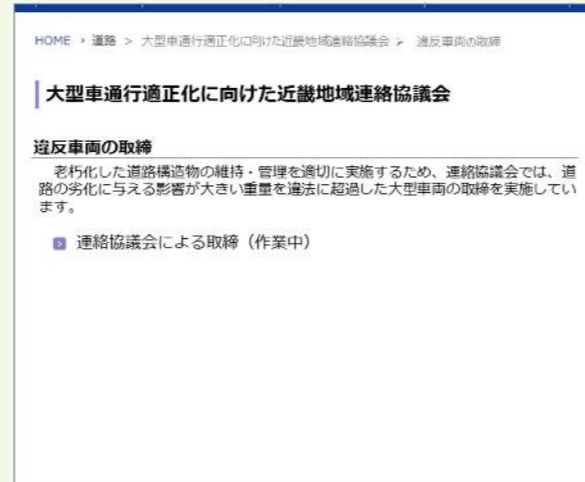 HOME > 道路 > 大型車通行適正化に向けた近畿地域連絡協議会 > 違反車両の取締
大型車通行適正化に向けた近畿地域連絡協議会
違反車両の取締
老朽化した道路構造物の維持・管理を適切に実施するため、連絡協議会では、道
路の劣化に与える影響が大きい重量を違法に超過した大型車両の取締を実施してい
ます。
連絡協議会による取締（作業中）